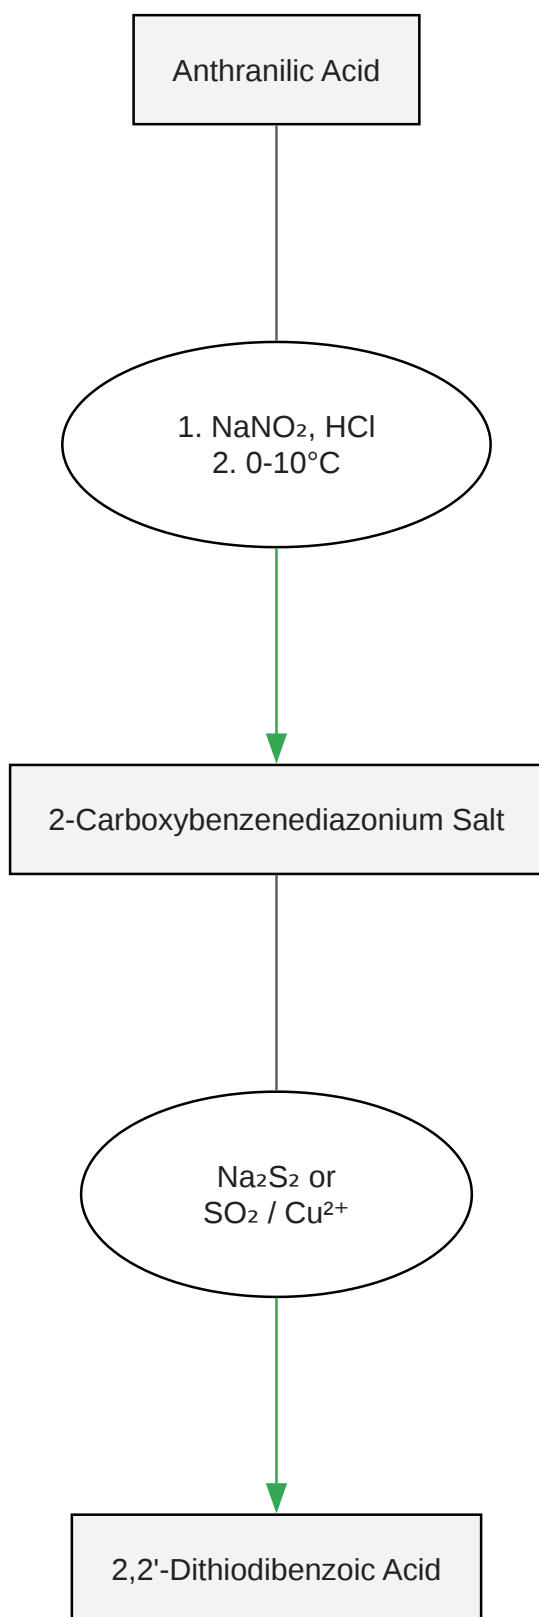 Anthranilic Acid
1. NaNO₂, HCl
2. 0-10°C
2-Carboxybenzenediazonium Salt
Na₂S₂ or
SO₂ / Cu²⁺
2,2'-Dithiodibenzoic Acid